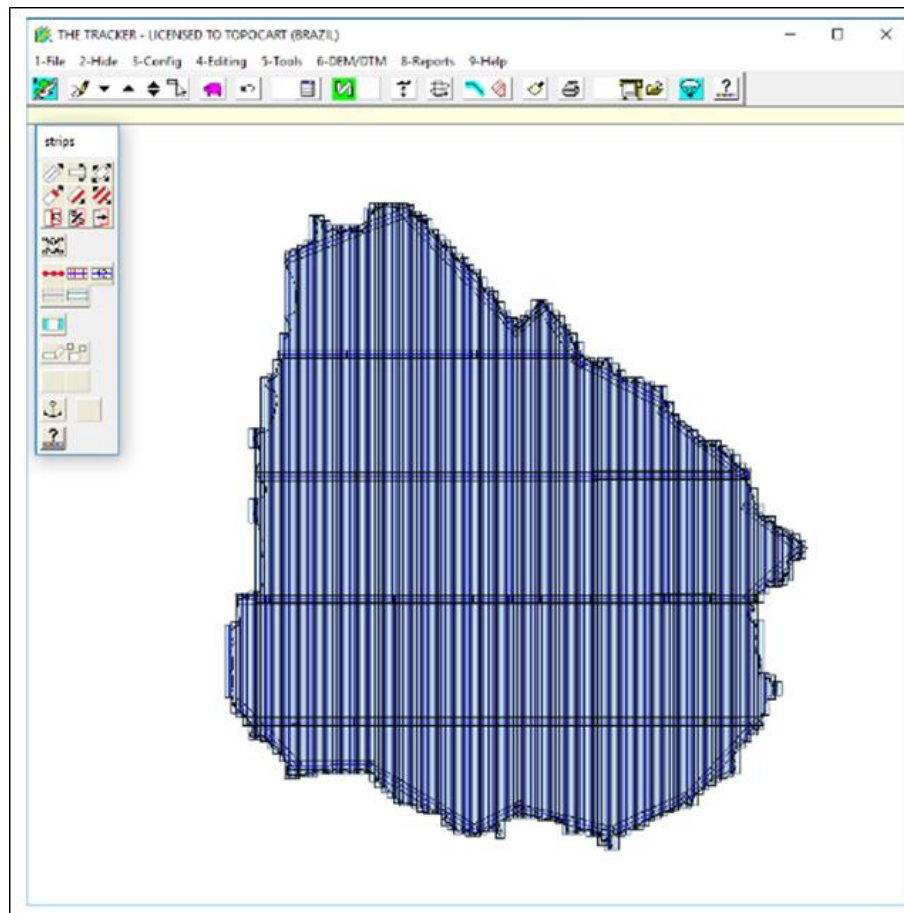 THE TRACKER - LICENSED TO TOPOCART (BRAZIL)
1-File 2-Hide 3-Config 4-Editing 5-Tools 6-DEM/DTM 8-Reports 9-Help
strips